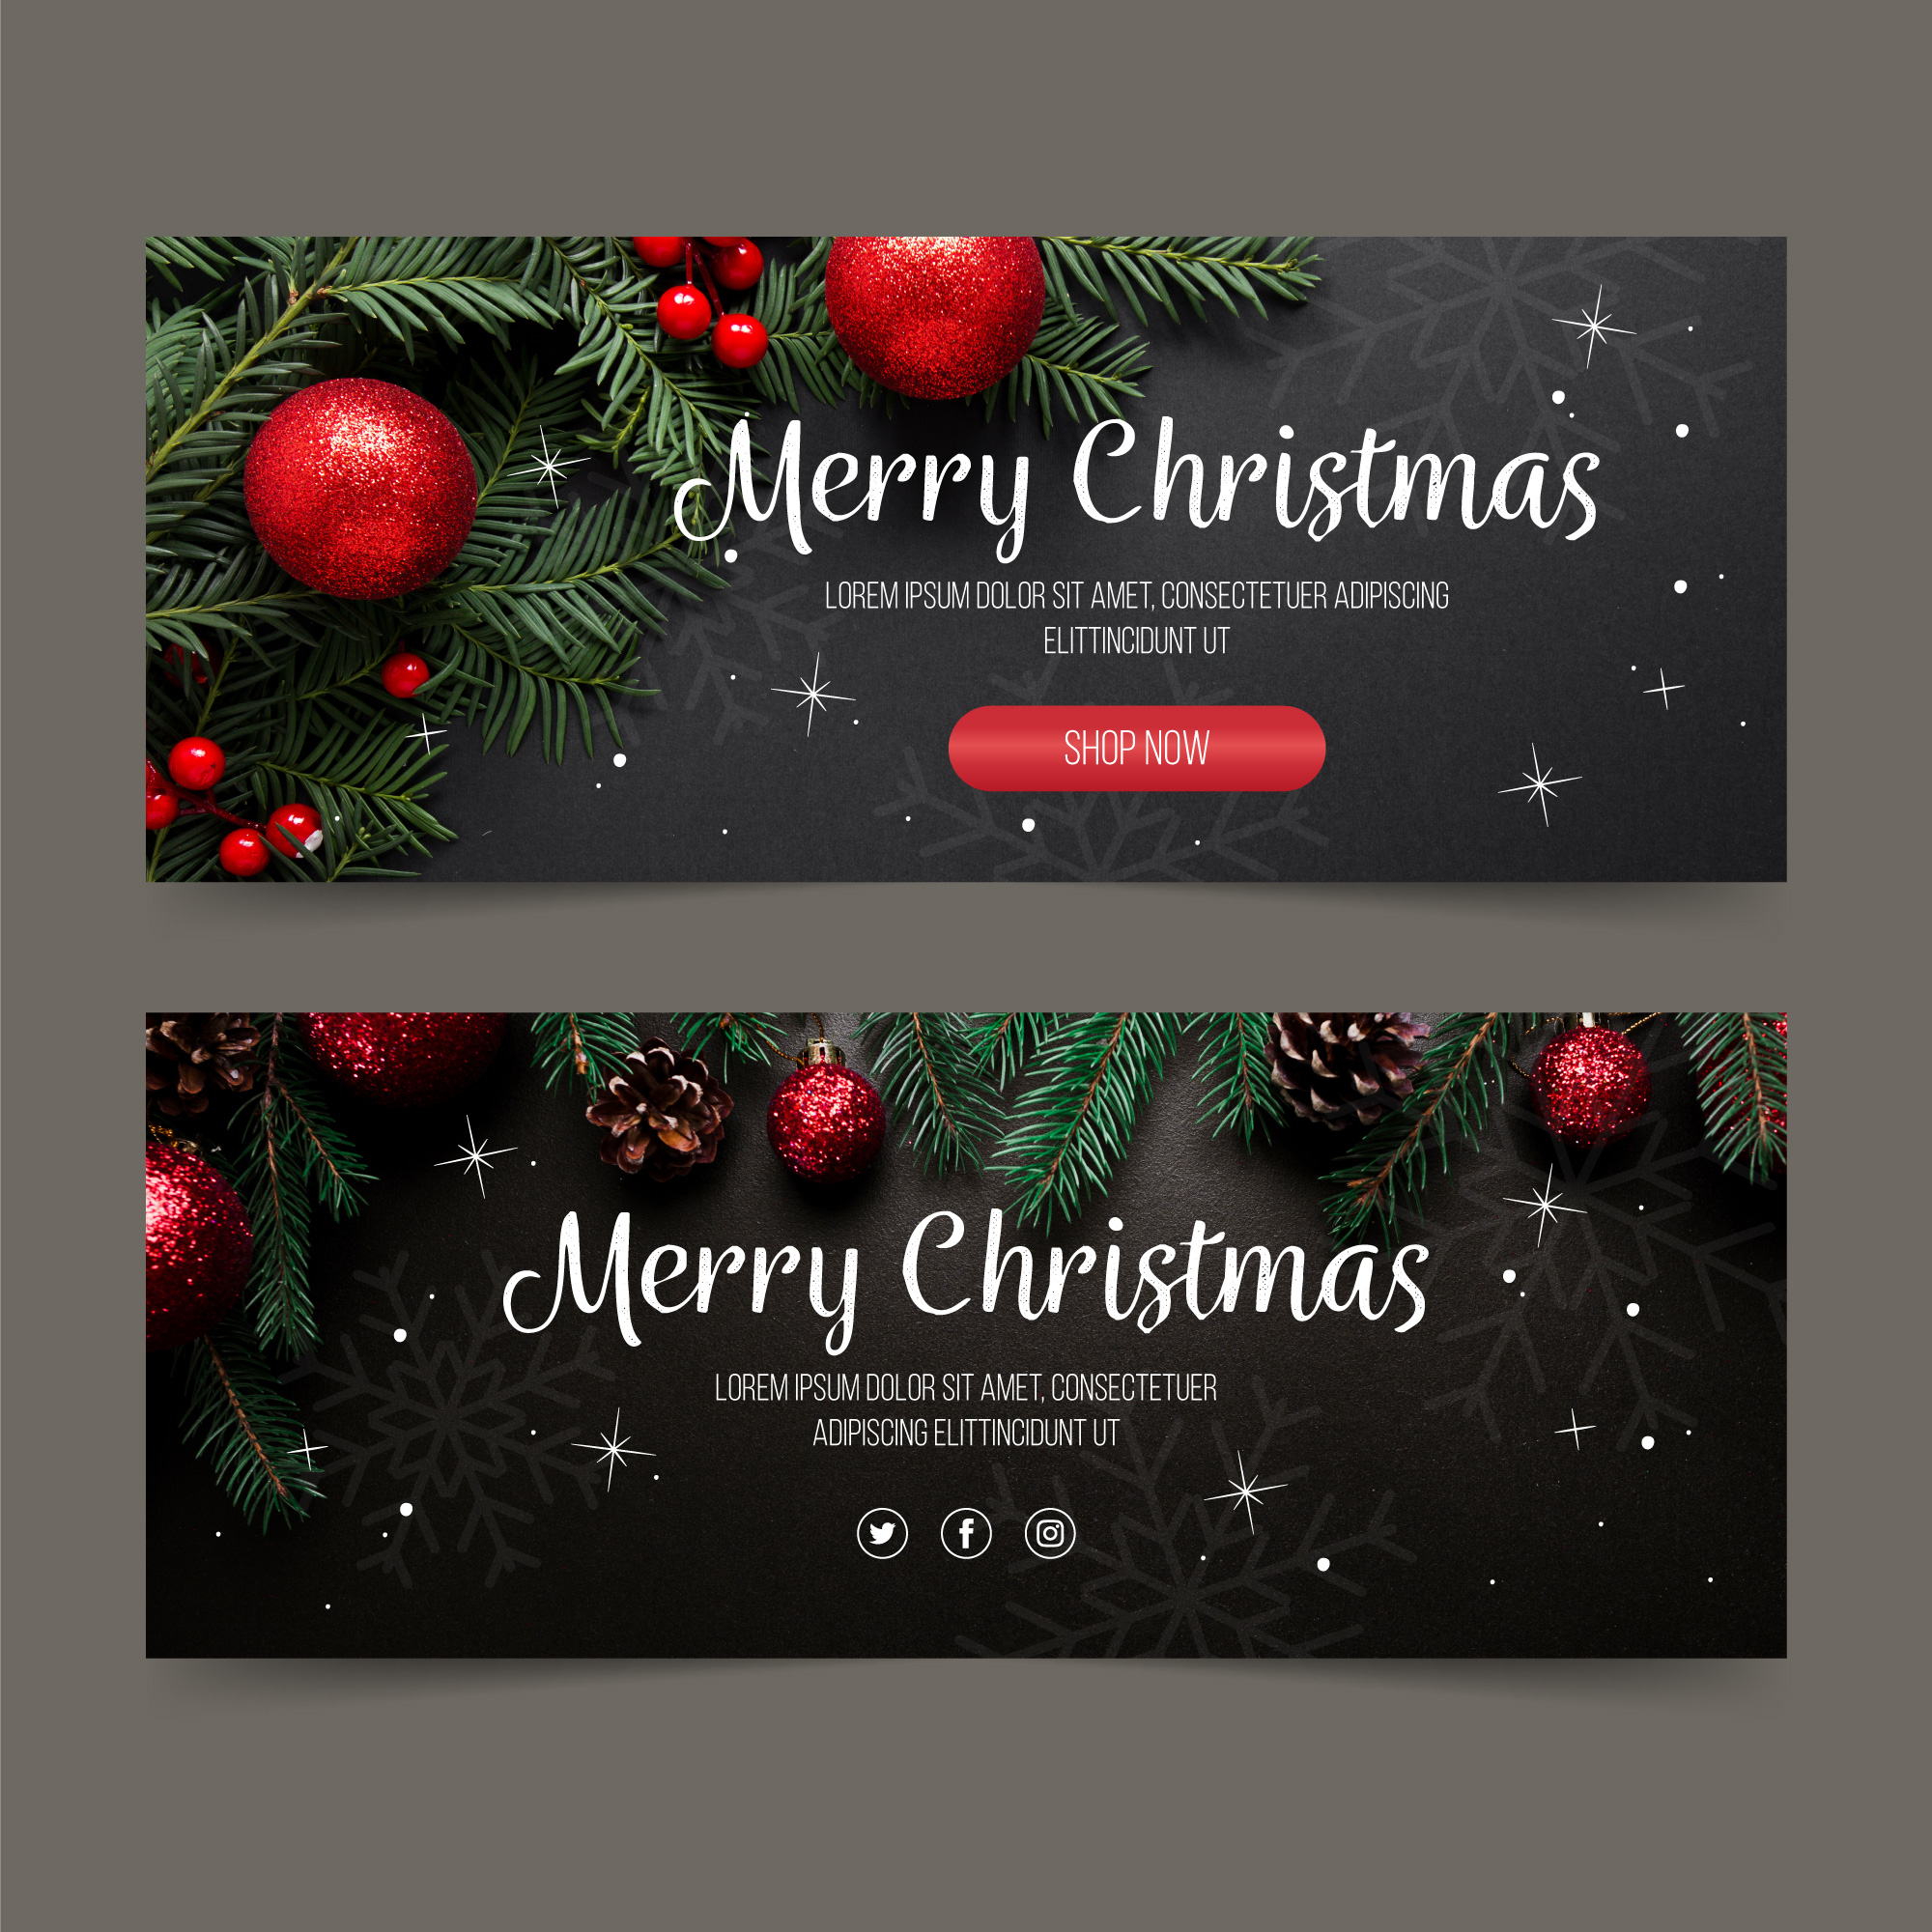 Merry Christmas
LOREM IPSUM DOLOR SIT AMET, CONSECTETUER ADIPISCING
ELITTINCIDUNT UT
SHOP NOW
Merry Christmas
LOREM IPSUM DOLOR SIT AMET, CONSECTETUER
ADIPISCING ELITTINCIDUNT UT